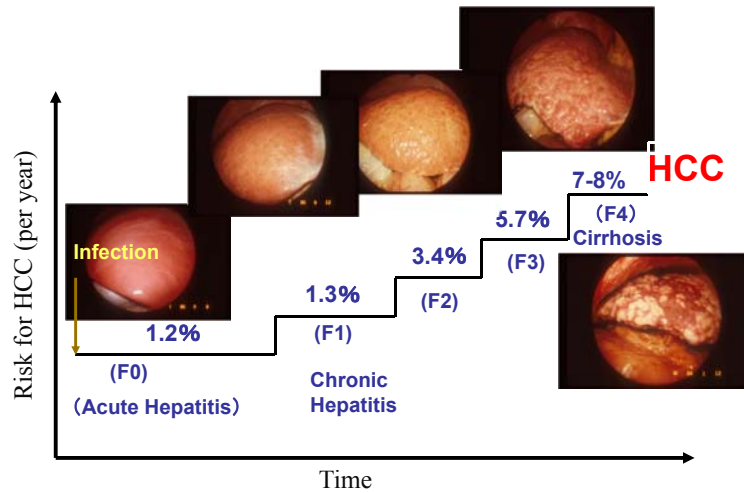 HCC
7-8%
(F4)
Cirrhosis
5.7%
(F3)
3.4%
(F2)
1.3%
(F1)
Chronic
Hepatitis
Infection
1.2%
(F0)
(Acute Hepatitis)
Risk for HCC (per year)
Time